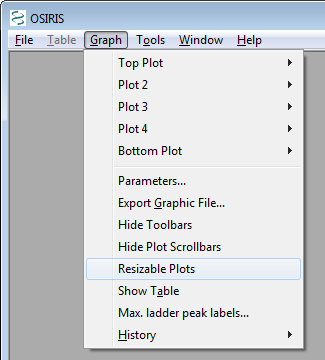 OSIRIS
File Table Graph Tools Window Help
Top Plot
Plot 2
Plot 3
Plot 4
Bottom Plot
Parameters...
Export Graphic File...
Hide Toolbars
Hide Plot Scrollbars
Resizable Plots
Show Table
Max. ladder peak labels...
History